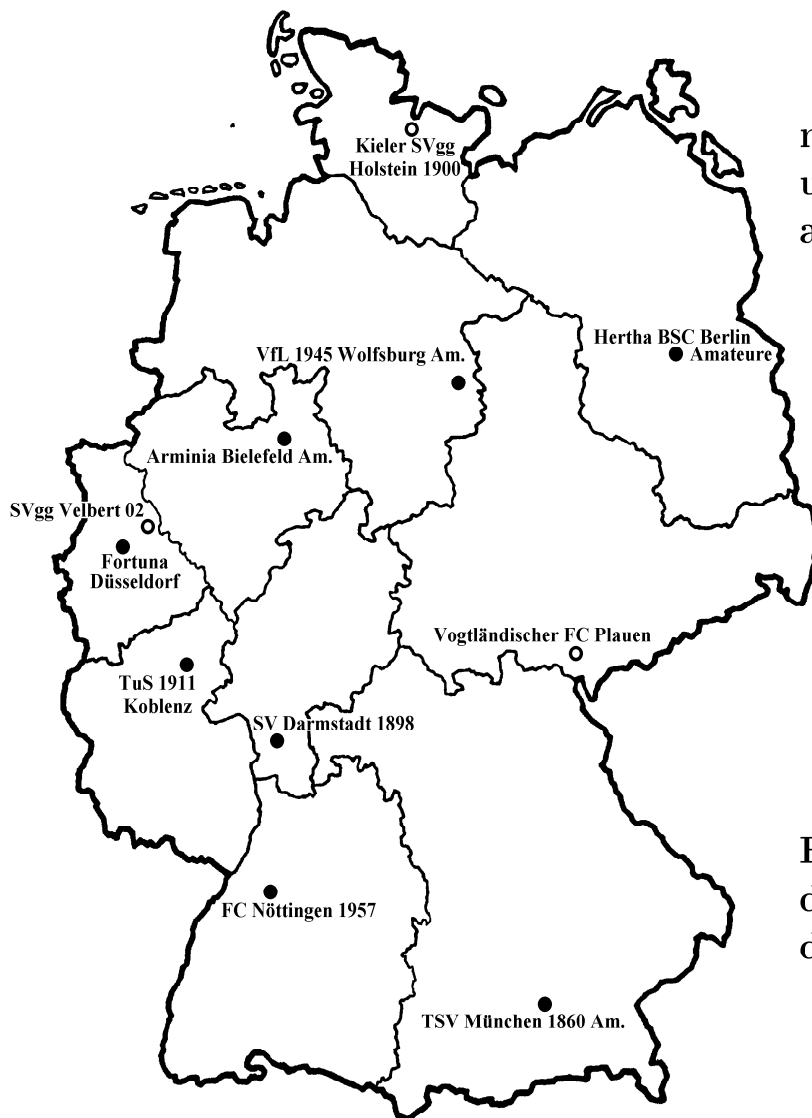 Kieler SVgg
Holstein 1900
Hertha BSC Berlin
Amateure
VfL 1945 Wolfsburg Am.
Arminia Bielefeld Am.
SVgg Velbert 02
Fortuna
Düsseldorf
Vogtländischer FC Plauen
TuS 1911
Koblenz
SV Darmstadt 1898
FC Nöttingen 1957
TSV München 1860 Am.